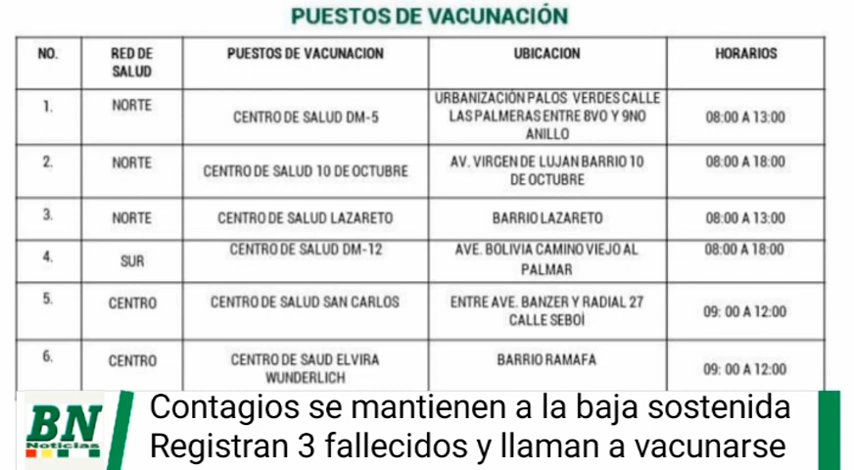 PUESTOS DE VACUNACIÓN
NO. RED DE SALUD PUESTOS DE VACUNACION UBICACION HORARIOS
1. NORTE CENTRO DE SALUD DM-5 URBANIZACIÓN PALOS VERDES CALLE LAS PALMERAS ENTRE 8VO Y 9NO ANILLO 08:00 A 13:00
2. NORTE CENTRO DE SALUD 10 DE OCTUBRE AV. VIRGEN DE LUJAN BARRIO 10 DE OCTUBRE 08:00 A 18:00
3. NORTE CENTRO DE SALUD LAZARETO BARRIO LAZARETO 08:00 A 13:00
4. SUR CENTRO DE SALUD DM-12 AVE. BOLIVIA CAMINO VIEJO AL PALMAR 08:00 A 18:00
5. CENTRO CENTRO DE SALUD SAN CARLOS ENTRE AVE. BANZER Y RADIAL 27 CALLE SEBOÍ 09: 00 A 12:00
6. CENTRO CENTRO DE SAUD ELVIRA WUNDERLICH BARRIO RAMAFA 09: 00 A 12:00
BN
Noticias
Contagios se mantienen a la baja sostenida
Registran 3 fallecidos y llaman a vacunarse